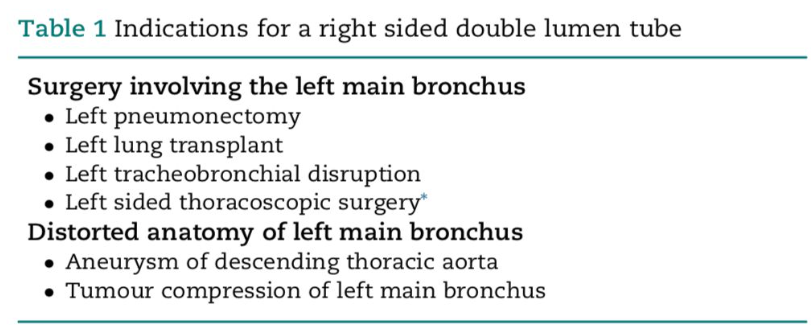 Table 1 Indications for a right sided double lumen tube
Surgery involving the left main bronchus
• Left pneumonectomy
• Left lung transplant
• Left tracheobronchial disruption
• Left sided thoracoscopic surgery*
Distorted anatomy of left main bronchus
• Aneurysm of descending thoracic aorta
• Tumour compression of left main bronchus